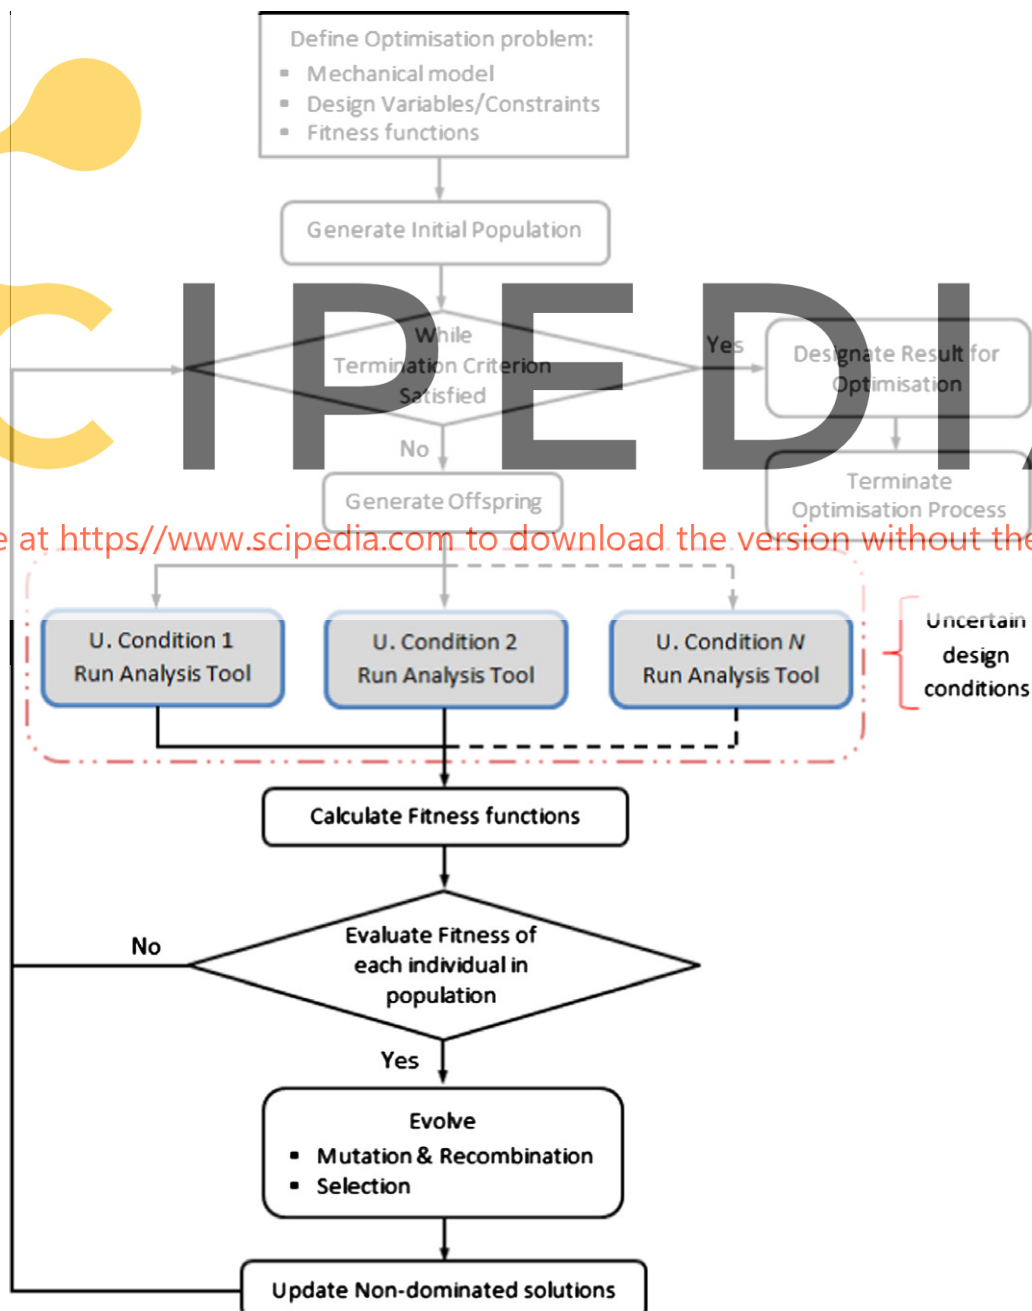 Define Optimisation problem:
▪ Mechanical model
▪ Design Variables/Constraints
▪ Fitness functions
Generate Initial Population
While
Termination Criterion
Satisfied
Yes
Designate Result for
Optimisation
No
Generate Offspring
Terminate
Optimisation Process
CIPEDIA
e at https//www.scipedia.com to download the version without the
U. Condition 1
Run Analysis Tool
U. Condition 2
Run Analysis Tool
U. Condition N
Run Analysis Tool
Uncertain
design
conditions
Calculate Fitness functions
Evaluate Fitness of
each individual in
population
No
Yes
Evolve
▪ Mutation & Recombination
▪ Selection
Update Non-dominated solutions